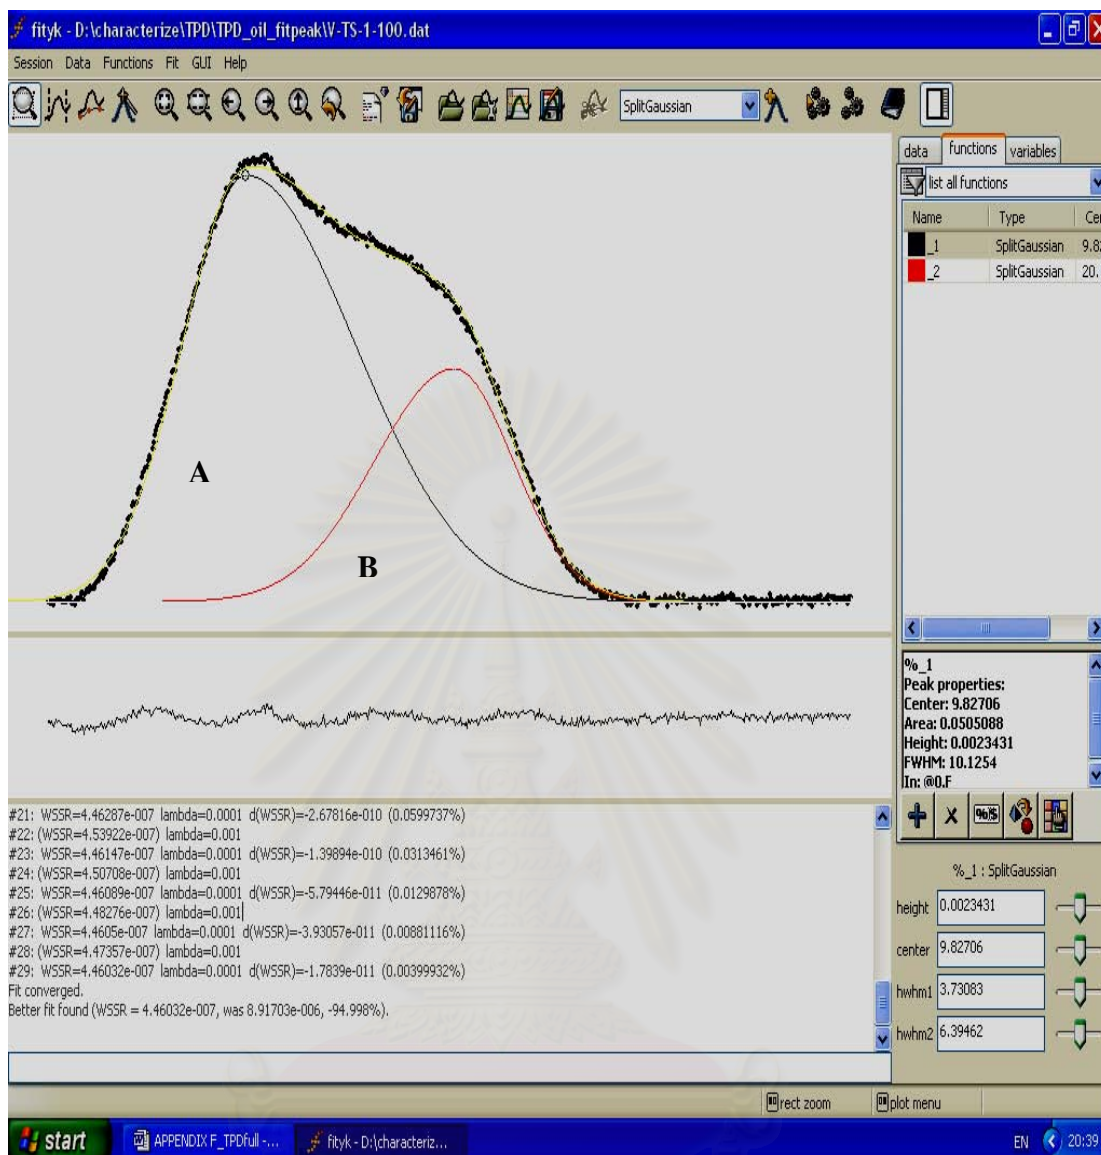 fityk - D:\characterize\TPD\TPD_oil_fitpeak\V-TS-1-100.dat
Session Data Functions Fit GUI Help
SplitGaussian
data functions variables
list all functions
Name Type Cer
_1 SplitGaussian 9.82
_2 SplitGaussian 20.
A
B
%_1
Peak properties:
Center: 9.82706
Area: 0.0505088
Height: 0.0023431
FWHM: 10.1254
In: @0.F
#21: WSSR=4.46287e-007 lambda=0.0001 d(WSSR)=-2.67816e-010 (0.0599737%)
#22: (WSSR=4.53922e-007) lambda=0.001
#23: WSSR=4.46147e-007 lambda=0.0001 d(WSSR)=-1.39894e-010 (0.0313461%)
#24: (WSSR=4.50708e-007) lambda=0.001
#25: WSSR=4.46089e-007 lambda=0.0001 d(WSSR)=-5.79446e-011 (0.0129878%)
#26: (WSSR=4.48276e-007) lambda=0.001
#27: WSSR=4.4605e-007 lambda=0.0001 d(WSSR)=-3.93057e-011 (0.00881116%)
#28: (WSSR=4.47357e-007) lambda=0.001
#29: WSSR=4.46032e-007 lambda=0.0001 d(WSSR)=-1.7839e-011 (0.00399932%)
Fit converged.
Better fit found (WSSR = 4.46032e-007, was 8.91703e-006, -94.998%).
%_1 : SplitGaussian
height 0.0023431
center 9.82706
hwhm1 3.73083
hwhm2 6.39462
rect zoom plot menu
start APPENDIX F_TPDfull -... fityk - D:\characteriz... EN 20:39